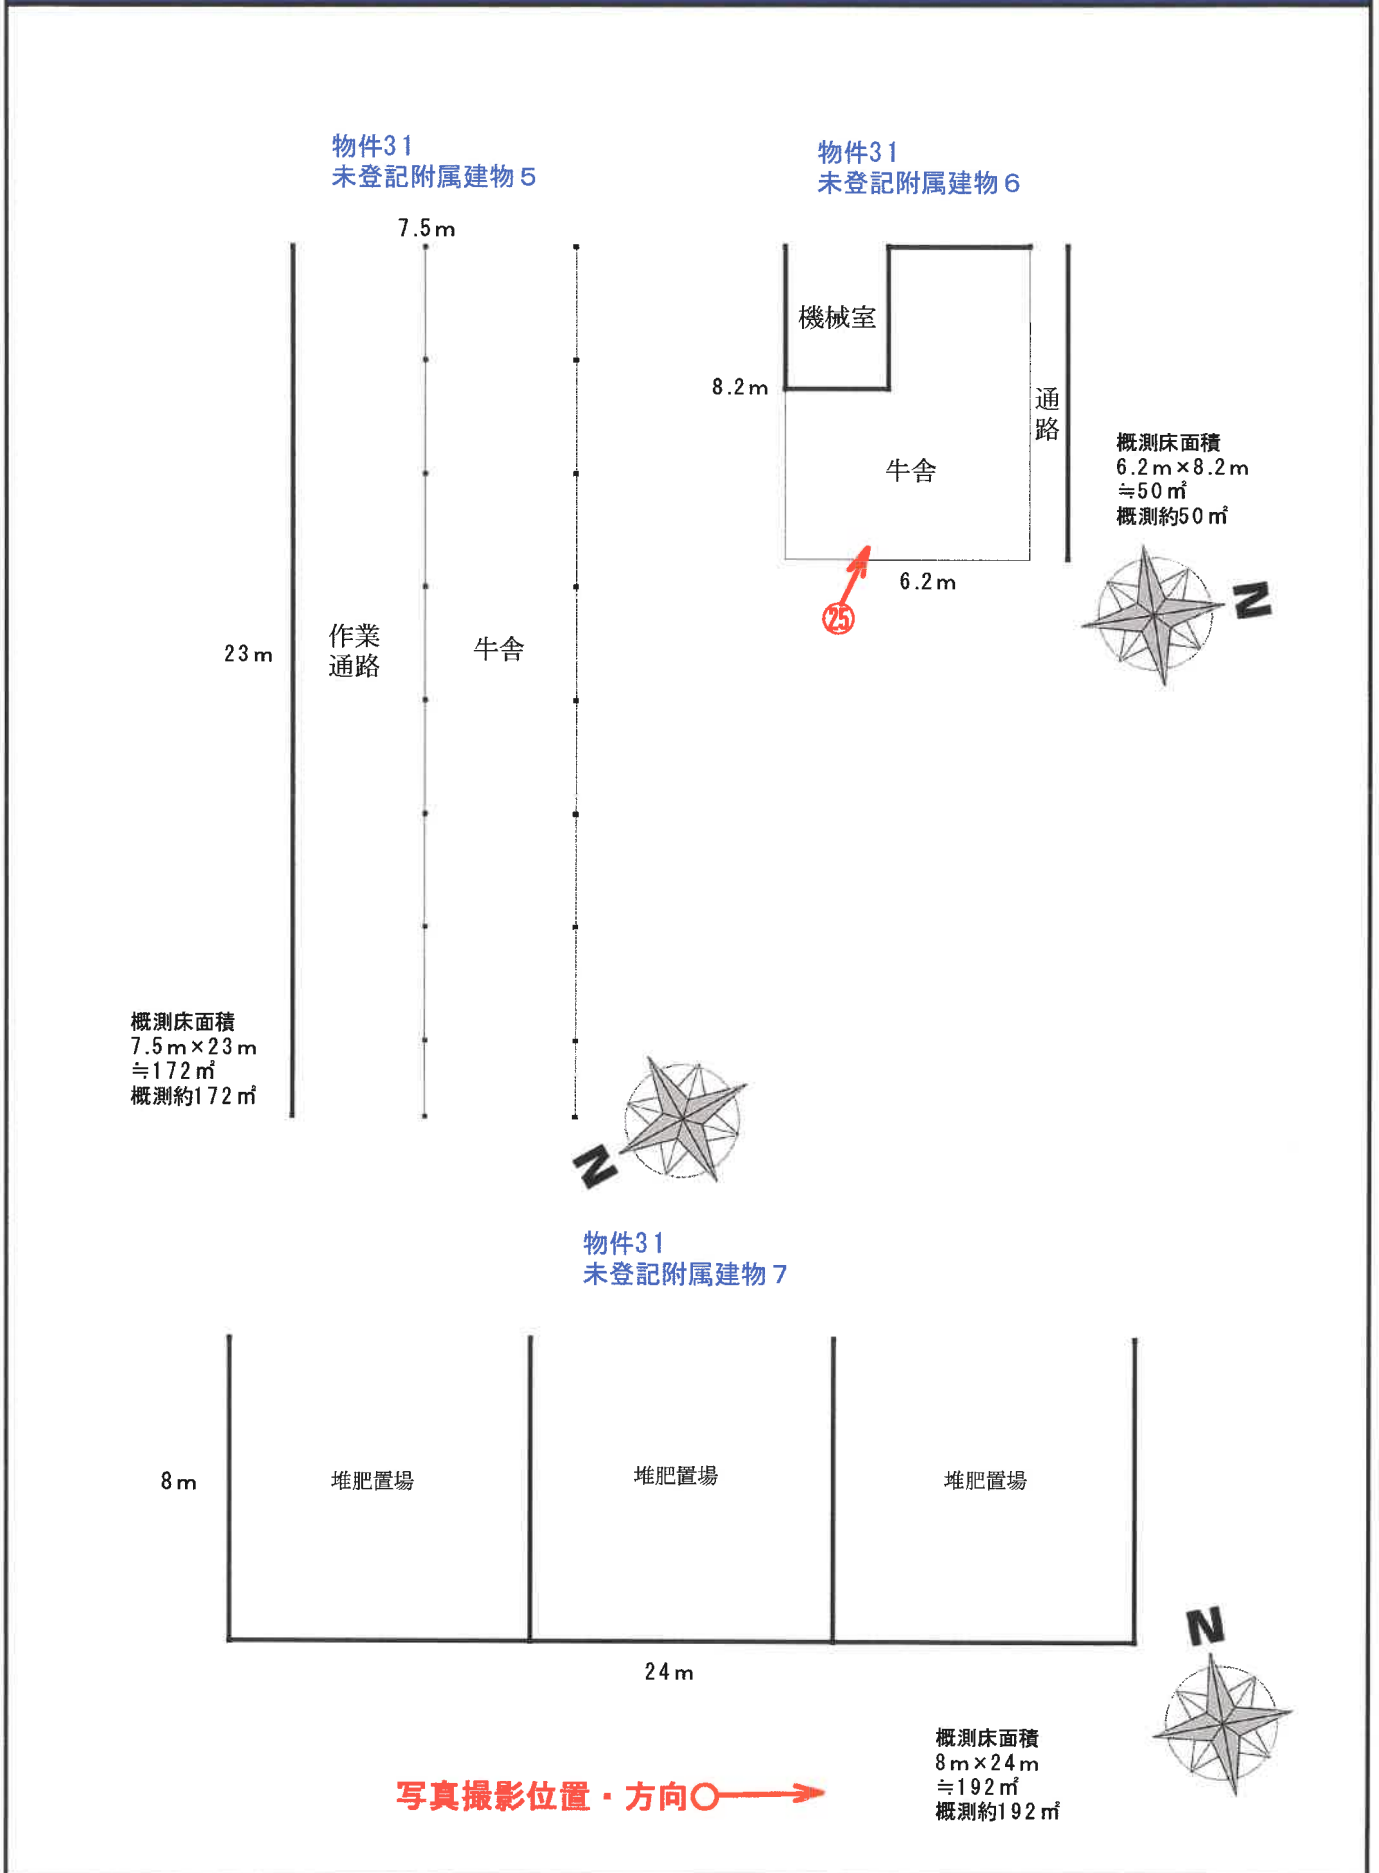 物件31
未登記附属建物5
7.5m
作業
通路
牛舎
23m
概測床面積
7.5m×23m
≒172㎡
概測約172㎡
N
物件31
未登記附属建物6
機械室
8.2m
牛舎
通路
6.2m
㉕
概測床面積
6.2m×8.2m
≒50㎡
概測約50㎡
N
物件31
未登記附属建物7
8m
堆肥置場
堆肥置場
堆肥置場
24m
N
概測床面積
8m×24m
≒192㎡
概測約192㎡
写真撮影位置・方向